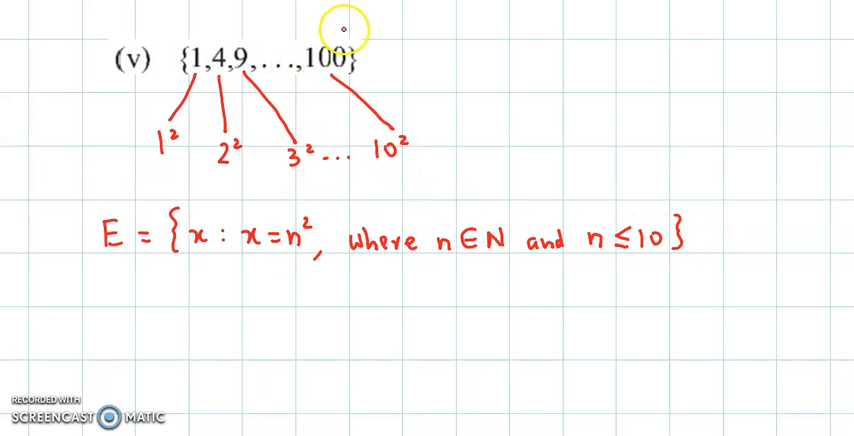 (v) {1,4,9,...,100}
1² 2² 3² ... 10²
E = { x : x = n², where n ∈ N and n ≤ 10 }
RECORDED WITH
SCREENCAST MATIC